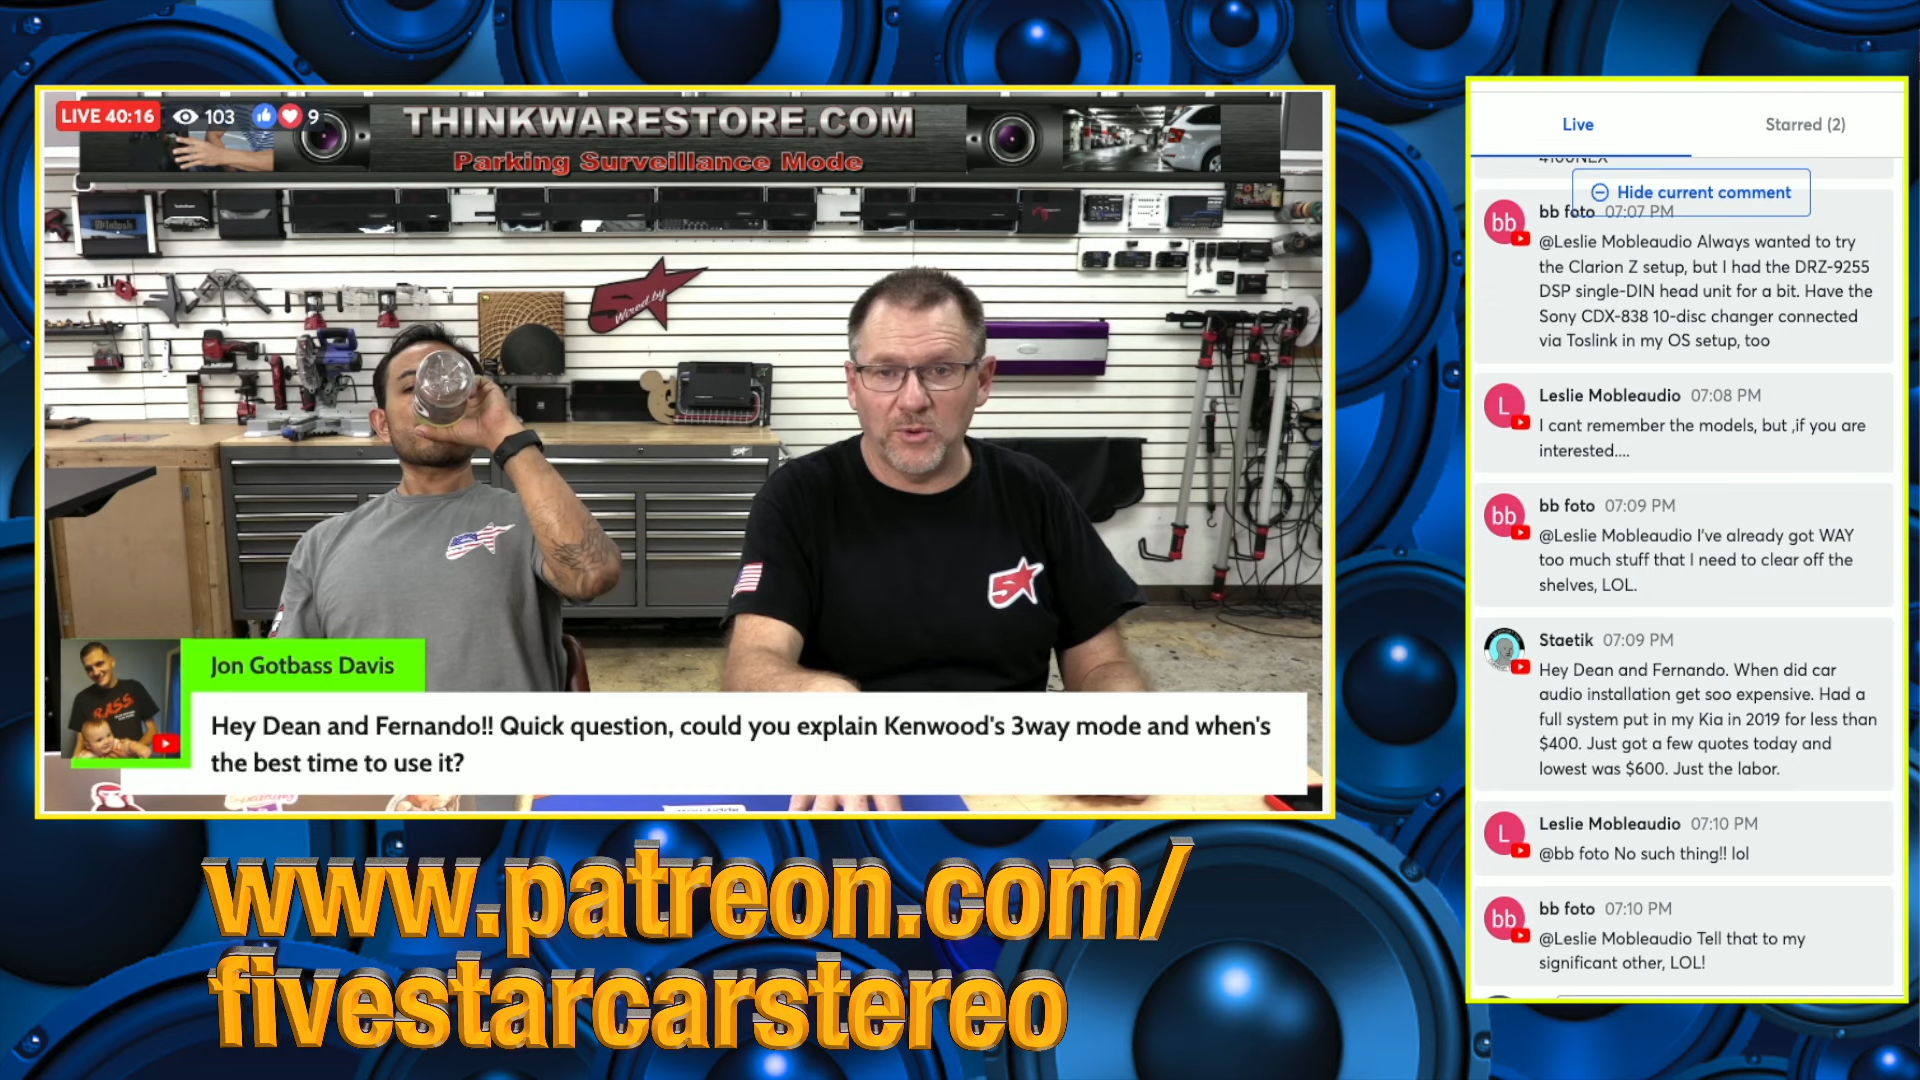 LIVE 40:16 103 9
THINKWARESTORE.COM
Parking Surveillance Mode
Wired by
5
Jon Gotbass Davis
R.A.S.S.
Hey Dean and Fernando!! Quick question, could you explain Kenwood's 3way mode and when's
the best time to use it?
www.patreon.com/
fivestarcarstereo
Live Starred (2)
4100NEX
Hide current comment
bb
bb foto 07:07 PM
@Leslie Mobleaudio Always wanted to try
the Clarion Z setup, but I had the DRZ-9255
DSP single-DIN head unit for a bit. Have the
Sony CDX-838 10-disc changer connected
via Toslink in my OS setup, too
L
Leslie Mobleaudio 07:08 PM
I cant remember the models, but ,if you are
interested....
bb
bb foto 07:09 PM
@Leslie Mobleaudio I've already got WAY
too much stuff that I need to clear off the
shelves, LOL.
Staetik 07:09 PM
Hey Dean and Fernando. When did car
audio installation get soo expensive. Had a
full system put in my Kia in 2019 for less than
$400. Just got a few quotes today and
lowest was $600. Just the labor.
L
Leslie Mobleaudio 07:10 PM
@bb foto No such thing!! lol
bb
bb foto 07:10 PM
@Leslie Mobleaudio Tell that to my
significant other, LOL!